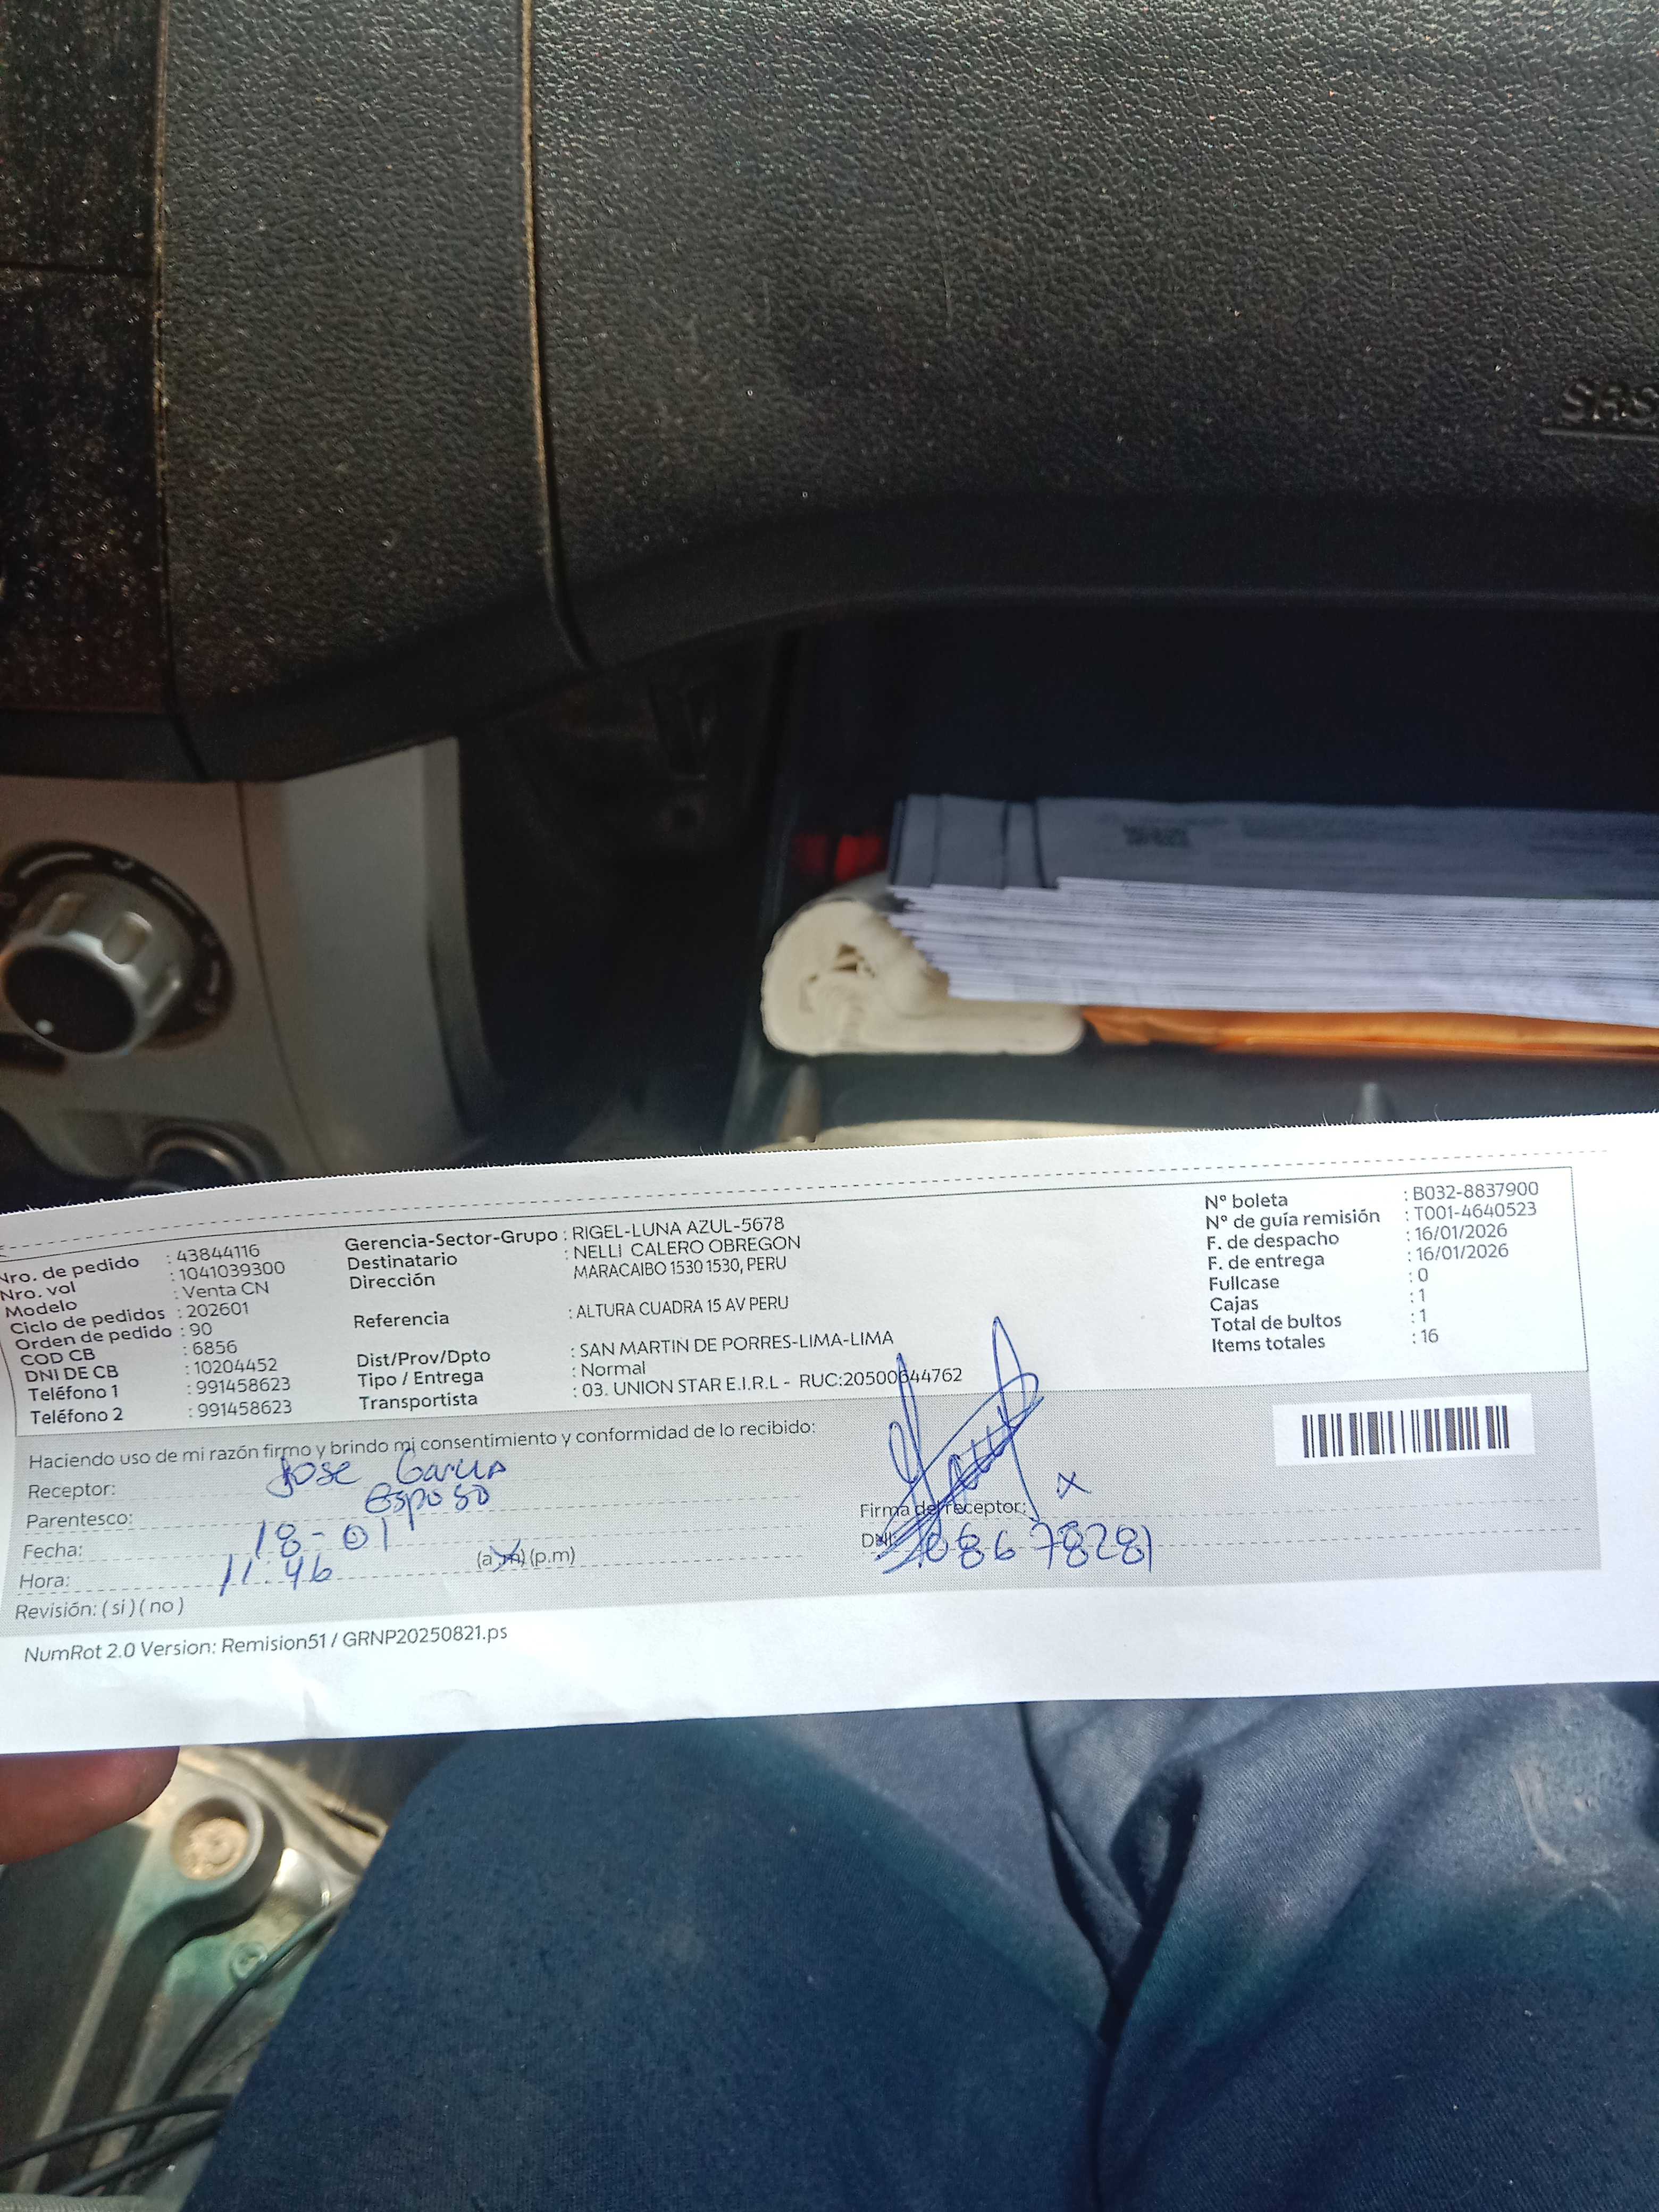 SRS
Nro. de pedido : 43844116
Nro. vol : 1041039300
Modelo : Venta CN
Ciclo de pedidos : 202601
Orden de pedido : 90
COD CB : 6856
DNI DE CB : 10204452
Teléfono 1 : 991458623
Teléfono 2 : 991458623
Gerencia-Sector-Grupo : RIGEL-LUNA AZUL-5678
Destinatario : NELLI CALERO OBREGON
Dirección MARACAIBO 1530 1530, PERU
Referencia : ALTURA CUADRA 15 AV PERU
Dist/Prov/Dpto : SAN MARTIN DE PORRES-LIMA-LIMA
Tipo / Entrega : Normal
Transportista : 03. UNION STAR E.I.R.L - RUC:20500644762
N° boleta : B032-8837900
N° de guía remisión : T001-4640523
F. de despacho : 16/01/2026
F. de entrega : 16/01/2026
Fullcase : 0
Cajas : 1
Total de bultos : 1
Items totales : 16
Haciendo uso de mi razón firmo y brindo mi consentimiento y conformidad de lo recibido:
Receptor: Jose Garcia
Parentesco: Esposo
Fecha: 18-01
Hora: 11:46 (a.m) (p.m)
Revisión: ( si ) ( no )
Firma del receptor: x
DNI: 08678281
NumRot 2.0 Version: Remision51 / GRNP20250821.ps